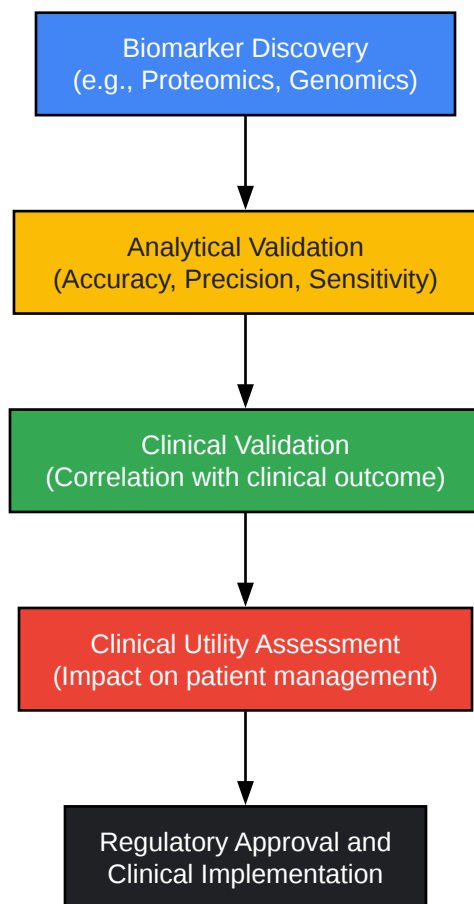 Biomarker Discovery
(e.g., Proteomics, Genomics)
Analytical Validation
(Accuracy, Precision, Sensitivity)
Clinical Validation
(Correlation with clinical outcome)
Clinical Utility Assessment
(Impact on patient management)
Regulatory Approval and
Clinical Implementation